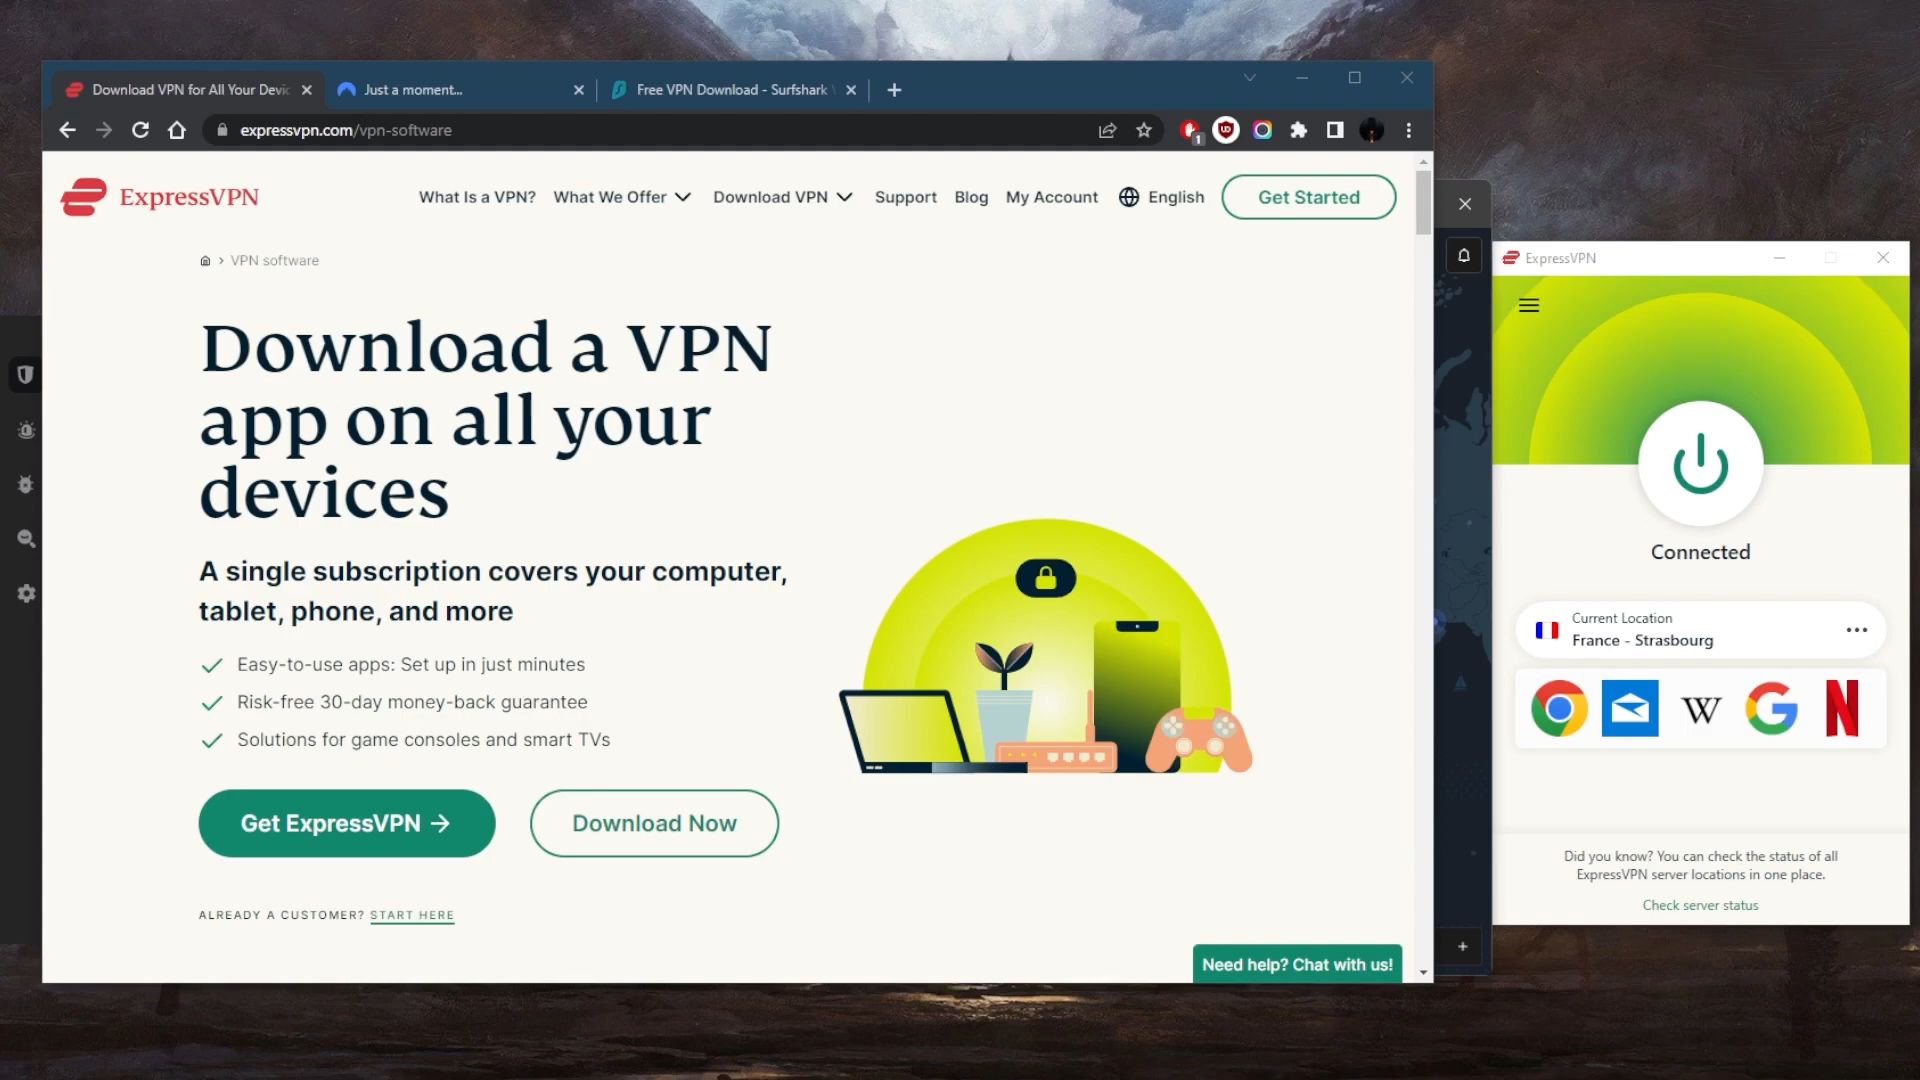 Download VPN for All Your Devic
Just a moment...
Free VPN Download - Surfshark
expressvpn.com/vpn-software
1
ExpressVPN
What Is a VPN?
What We Offer
Download VPN
Support
Blog
My Account
English
Get Started
VPN software
Download a VPN
app on all your
devices
A single subscription covers your computer,
tablet, phone, and more
Easy-to-use apps: Set up in just minutes
Risk-free 30-day money-back guarantee
Solutions for game consoles and smart TVs
Get ExpressVPN →
Download Now
ALREADY A CUSTOMER? START HERE
Need help? Chat with us!
ExpressVPN
Connected
Current Location
France - Strasbourg
W
G
N
Did you know? You can check the status of all
ExpressVPN server locations in one place.
Check server status